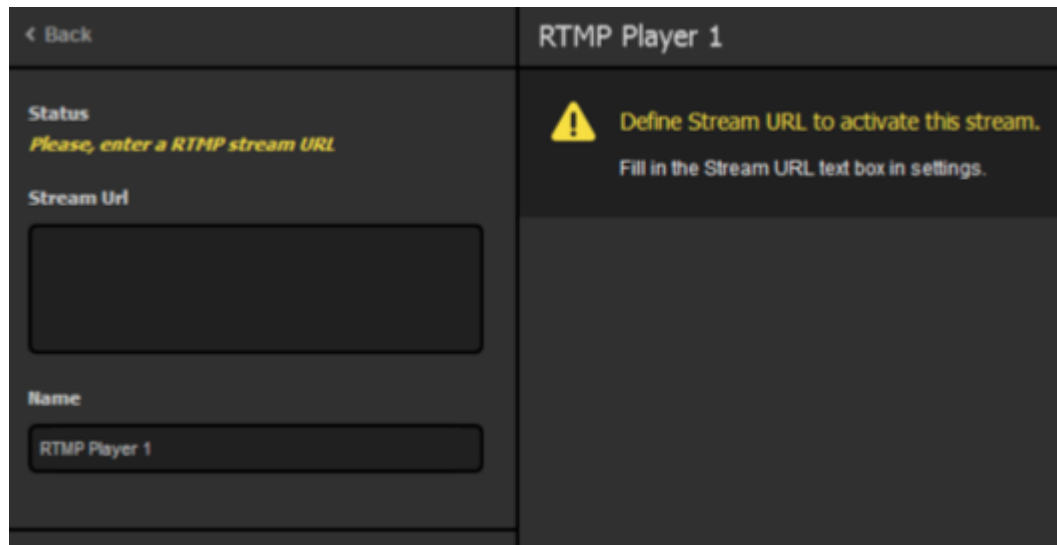 < Back
Status
Please, enter a RTMP stream URL
Stream Url
Name
RTMP Player 1
RTMP Player 1
Define Stream URL to activate this stream.
Fill in the Stream URL text box in settings.